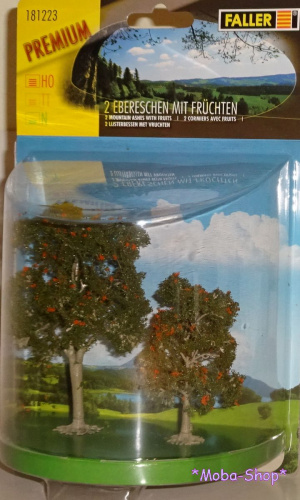 181223
FALLER
PREMIUM
H0
TT
N
2 EBERESCHEN MIT FRÜCHTEN
2 MOUNTAIN ASHES WITH FRUITS | 2 CORMIERS AVEC FRUITS |
2 LIJSTERBESSEN MET VRUCHTEN
*Moba-Shop*